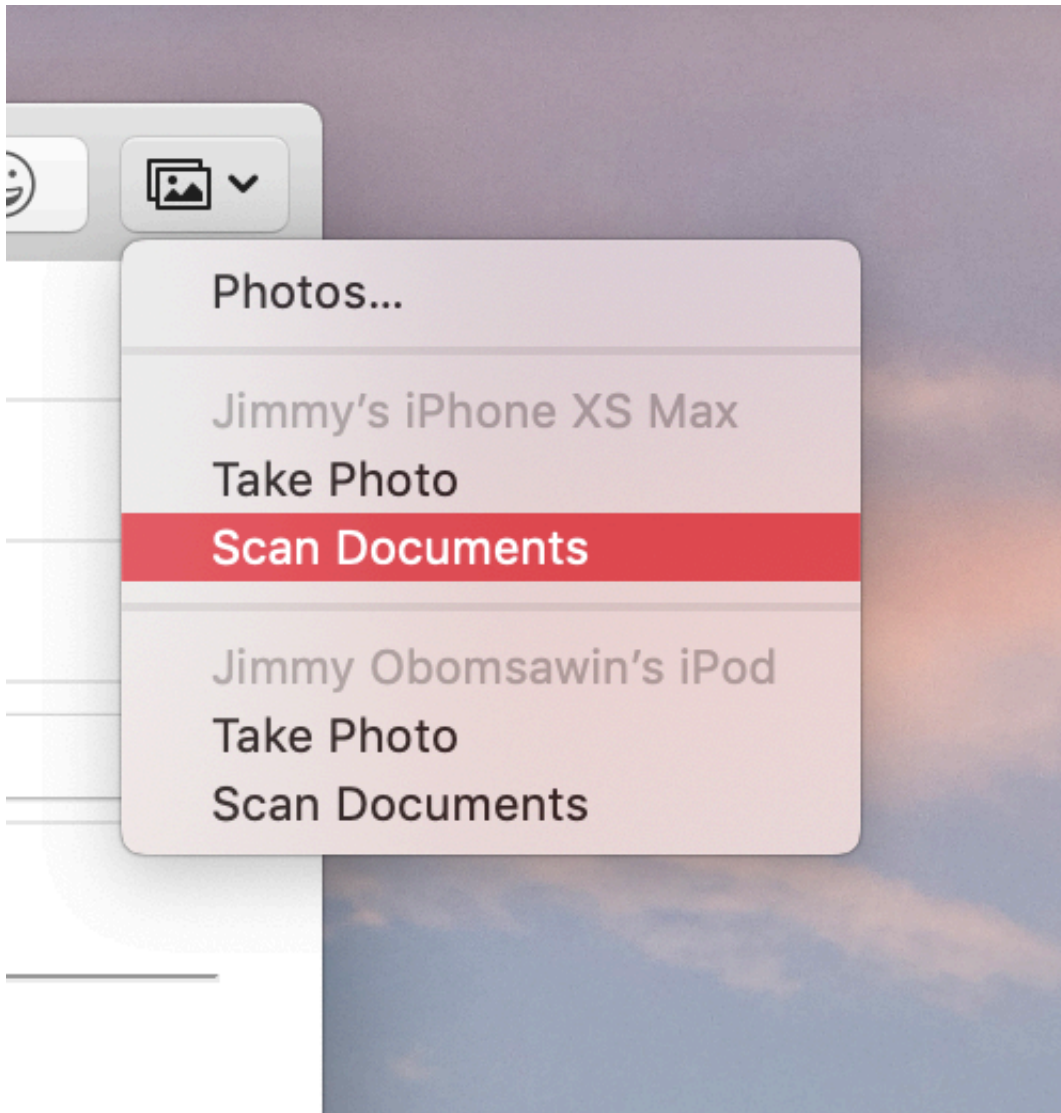 Photos...
Jimmy’s iPhone XS Max
Take Photo
Scan Documents
Jimmy Obomsawin’s iPod
Take Photo
Scan Documents